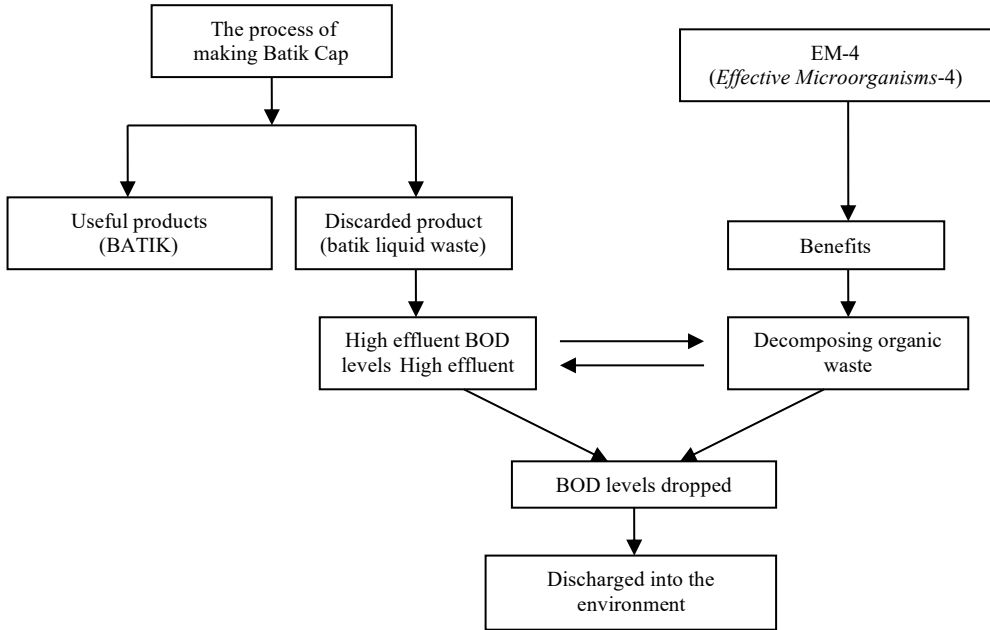 The process of
making Batik Cap
EM-4
(Effective Microorganisms-4)
Useful products
(BATIK)
Discarded product
(batik liquid waste)
Benefits
High effluent BOD
levels High effluent
Decomposing organic
waste
BOD levels dropped
Discharged into the
environment